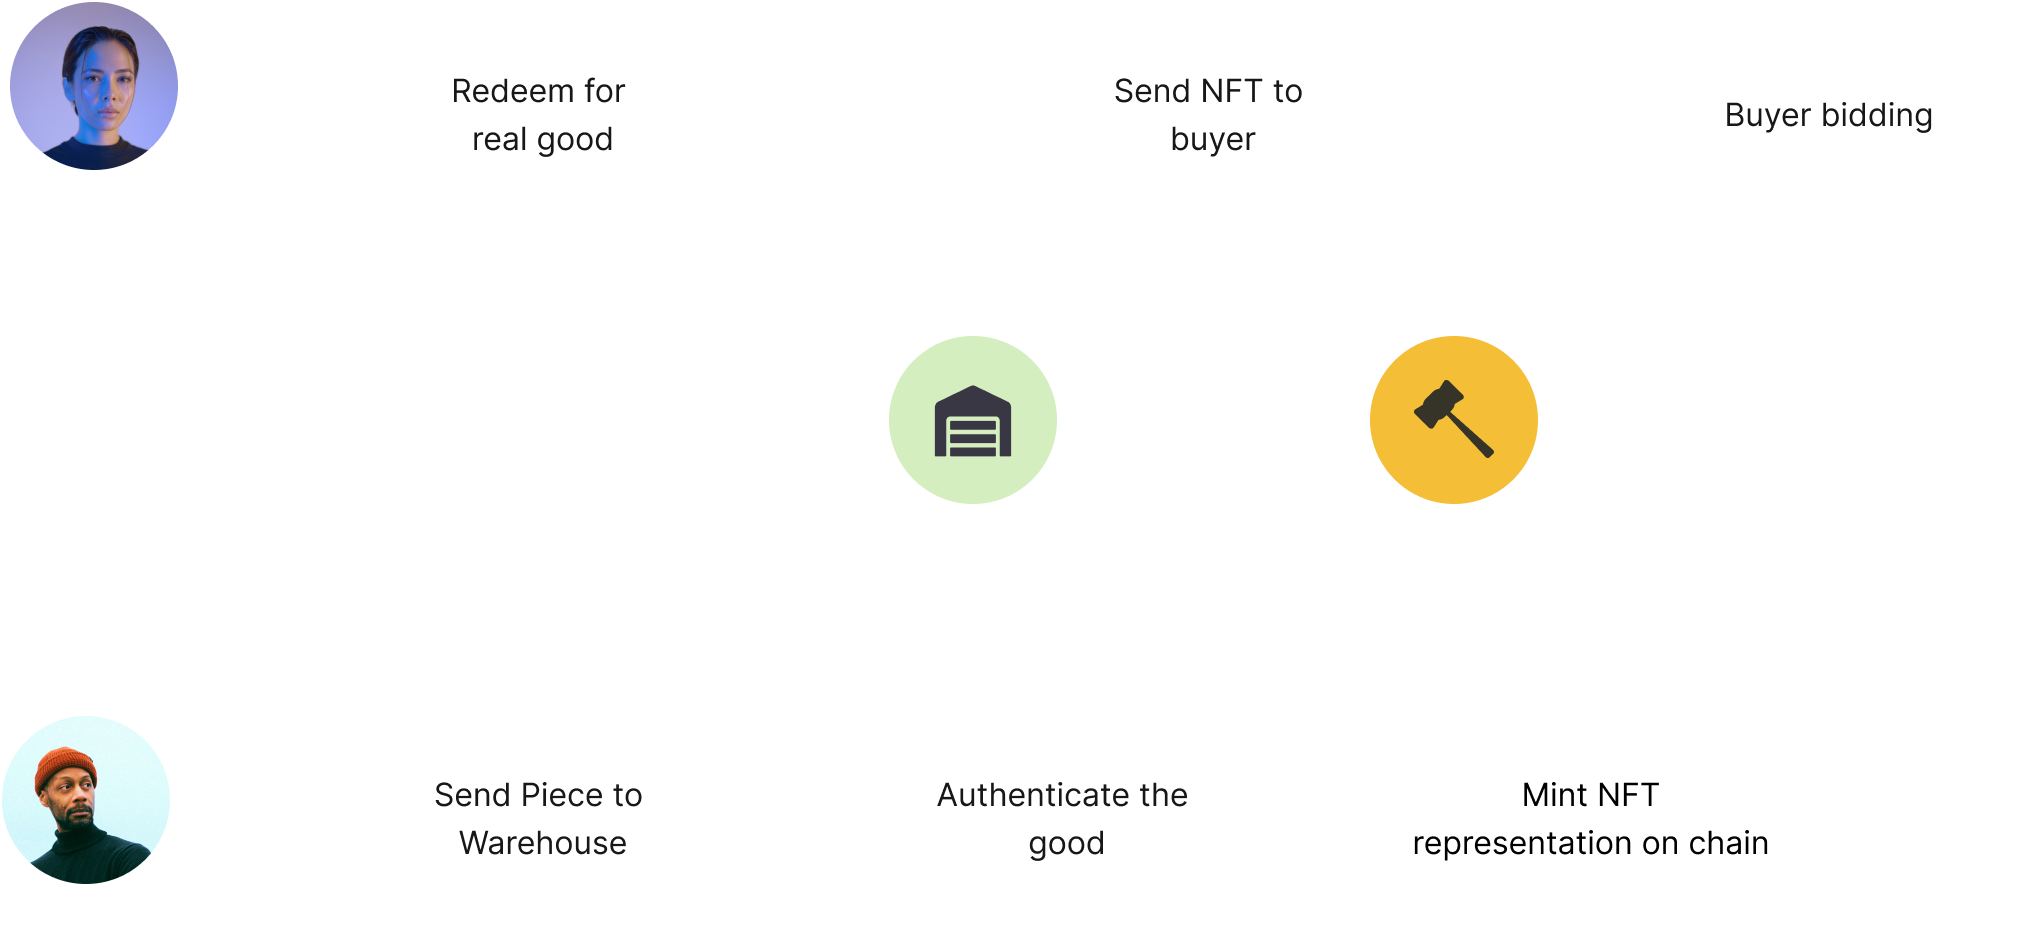 Redeem for
real good
Send NFT to
buyer
Buyer bidding
Send Piece to
Warehouse
Authenticate the
good
Mint NFT
representation on chain